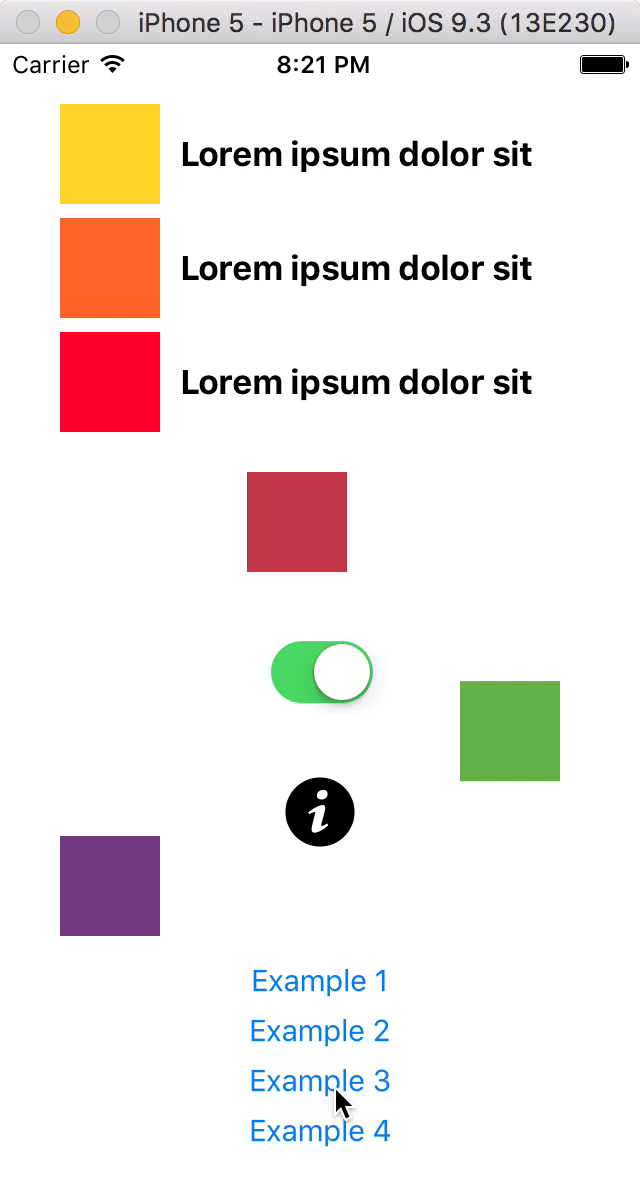 iPhone 5 - iPhone 5 / iOS 9.3 (13E230)
Carrier 8:21 PM
Lorem ipsum dolor sit
Lorem ipsum dolor sit
Lorem ipsum dolor sit
i
Example 1
Example 2
Example 3
Example 4